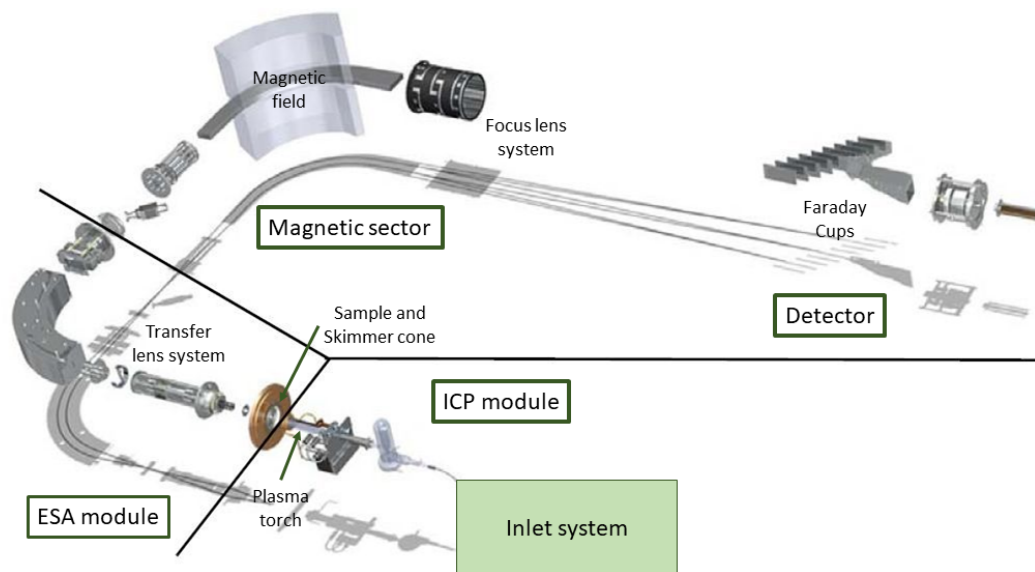 Magnetic
field
Focus lens
system
Magnetic sector
Faraday
Cups
Detector
Sample and
Skimmer cone
Transfer
lens system
ICP module
Plasma
torch
ESA module
Inlet system